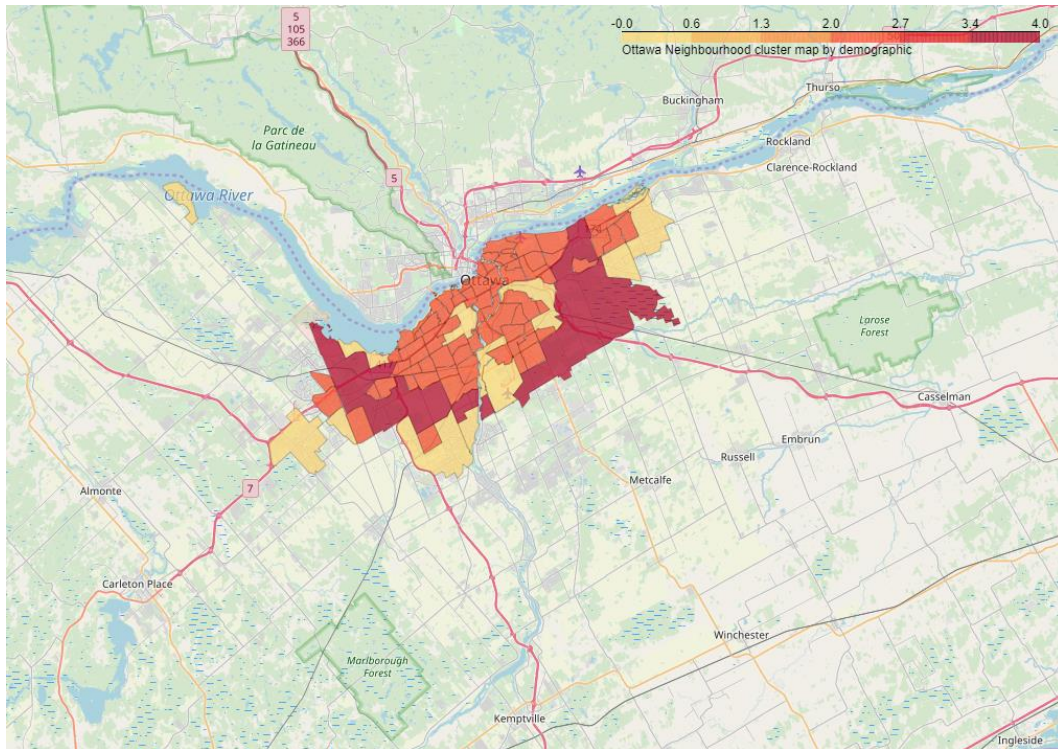 -0.0 0.6 1.3 2.0 2.7 3.4 4.0
Ottawa Neighbourhood cluster map by demographic
5
105
366
Thurso
Buckingham
Parc de
la Gatineau
Rockland
5
Clarence-Rockland
Ottawa River
174
Ottawa
Larose
Forest
417
Casselman
Embrun
Russell
Metcalfe
7
Almonte
Carleton Place
Winchester
Marlborough
Forest
Kemptville
Ingleside